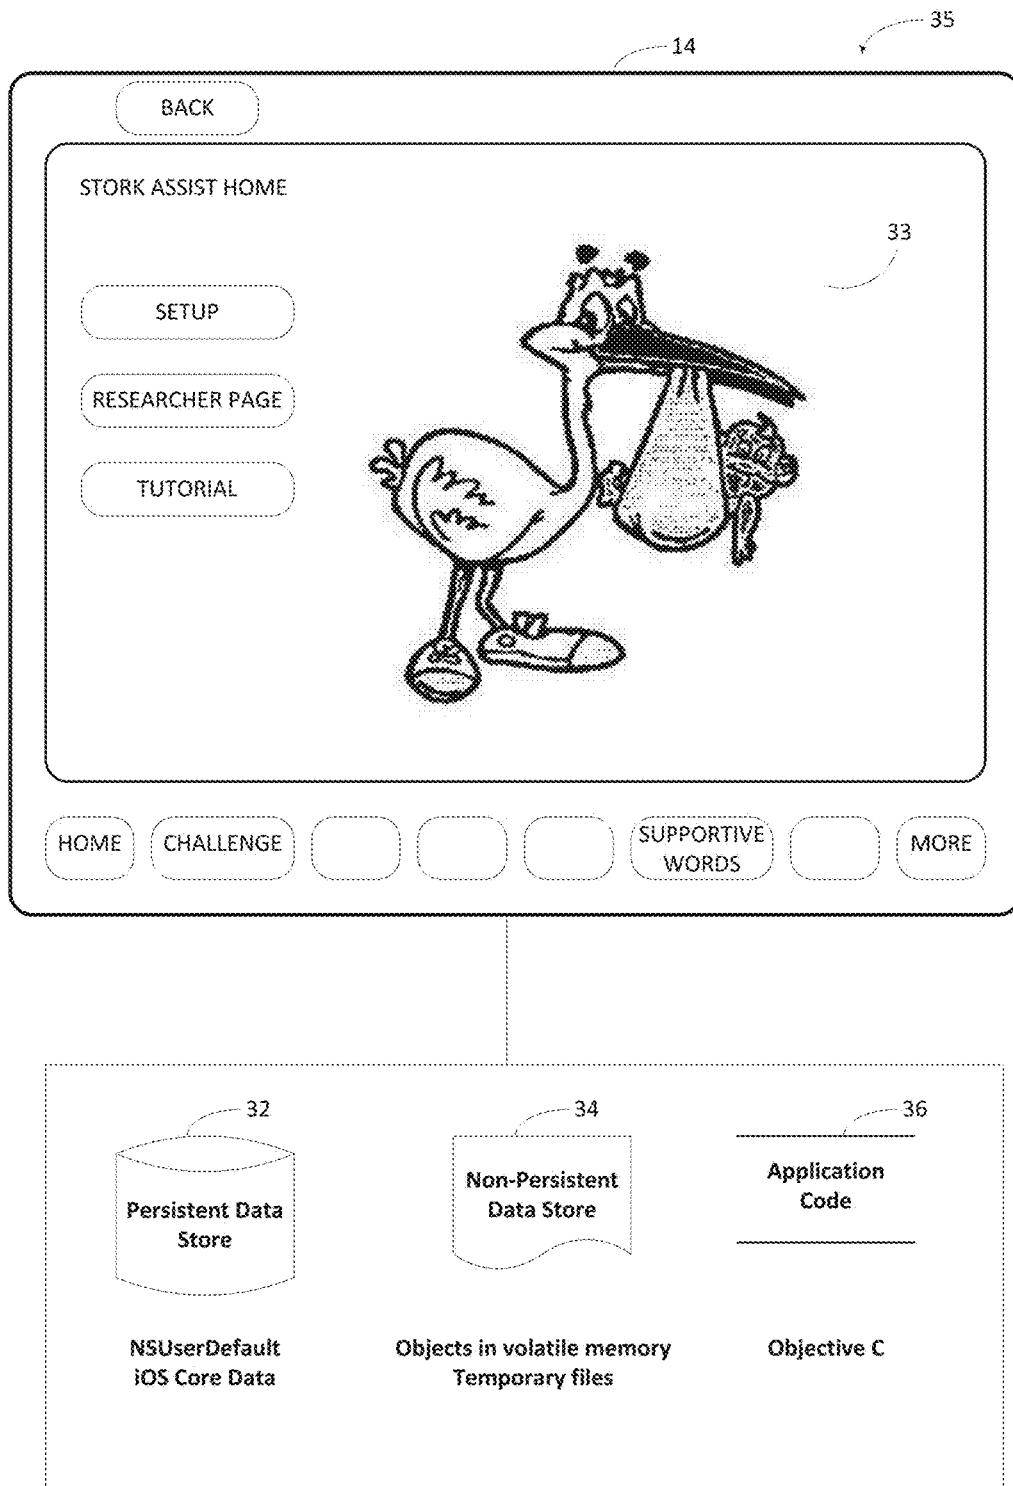 35
14
BACK
STORK ASSIST HOME
33
SETUP
RESEARCHER PAGE
TUTORIAL
HOME
CHALLENGE
SUPPORTIVE
WORDS
MORE
32
34
36
Persistent Data
Store
Non-Persistent
Data Store
Application
Code
NSUserDefault
iOS Core Data
Objects in volatile memory
Temporary files
Objective C